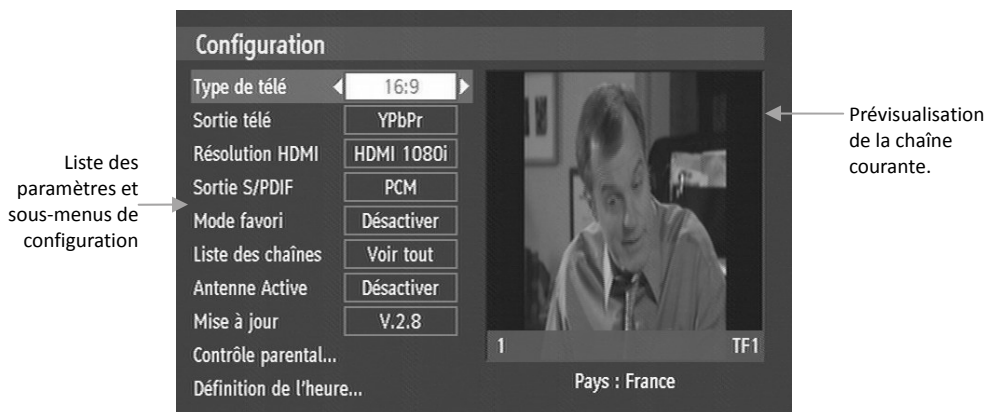 Configuration
Type de télé 16:9
Sortie télé YPbPr
Résolution HDMI HDMI 1080i
Sortie S/PDIF PCM
Mode favori Désactiver
Liste des chaînes Voir tout
Antenne Active Désactiver
Mise à jour V.2.8
Contrôle parental...
Définition de l'heure...
1 TF1
Pays : France
Liste des
paramètres et
sous-menus de
configuration
Prévisualisation
de la chaîne
courante.